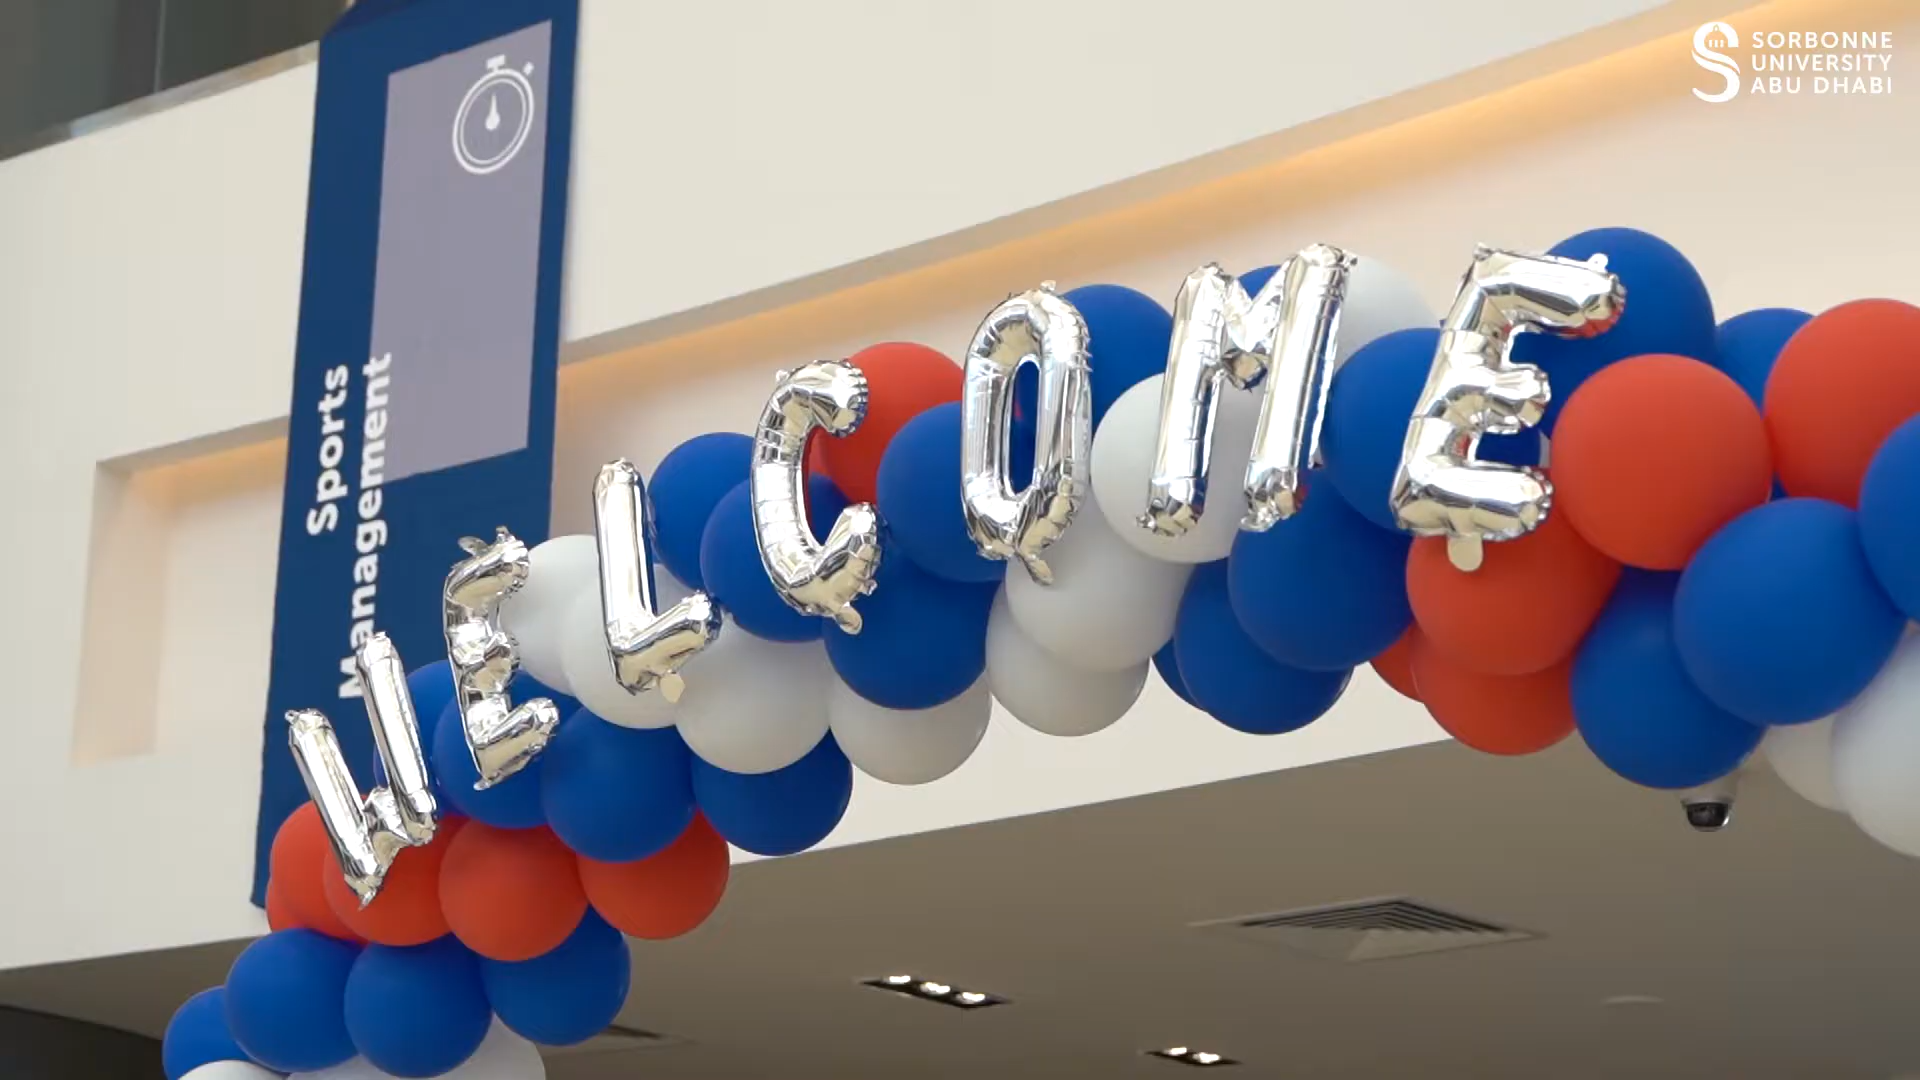 SORBONNE
UNIVERSITY
ABU DHABI
Sports
Management
WELCOME